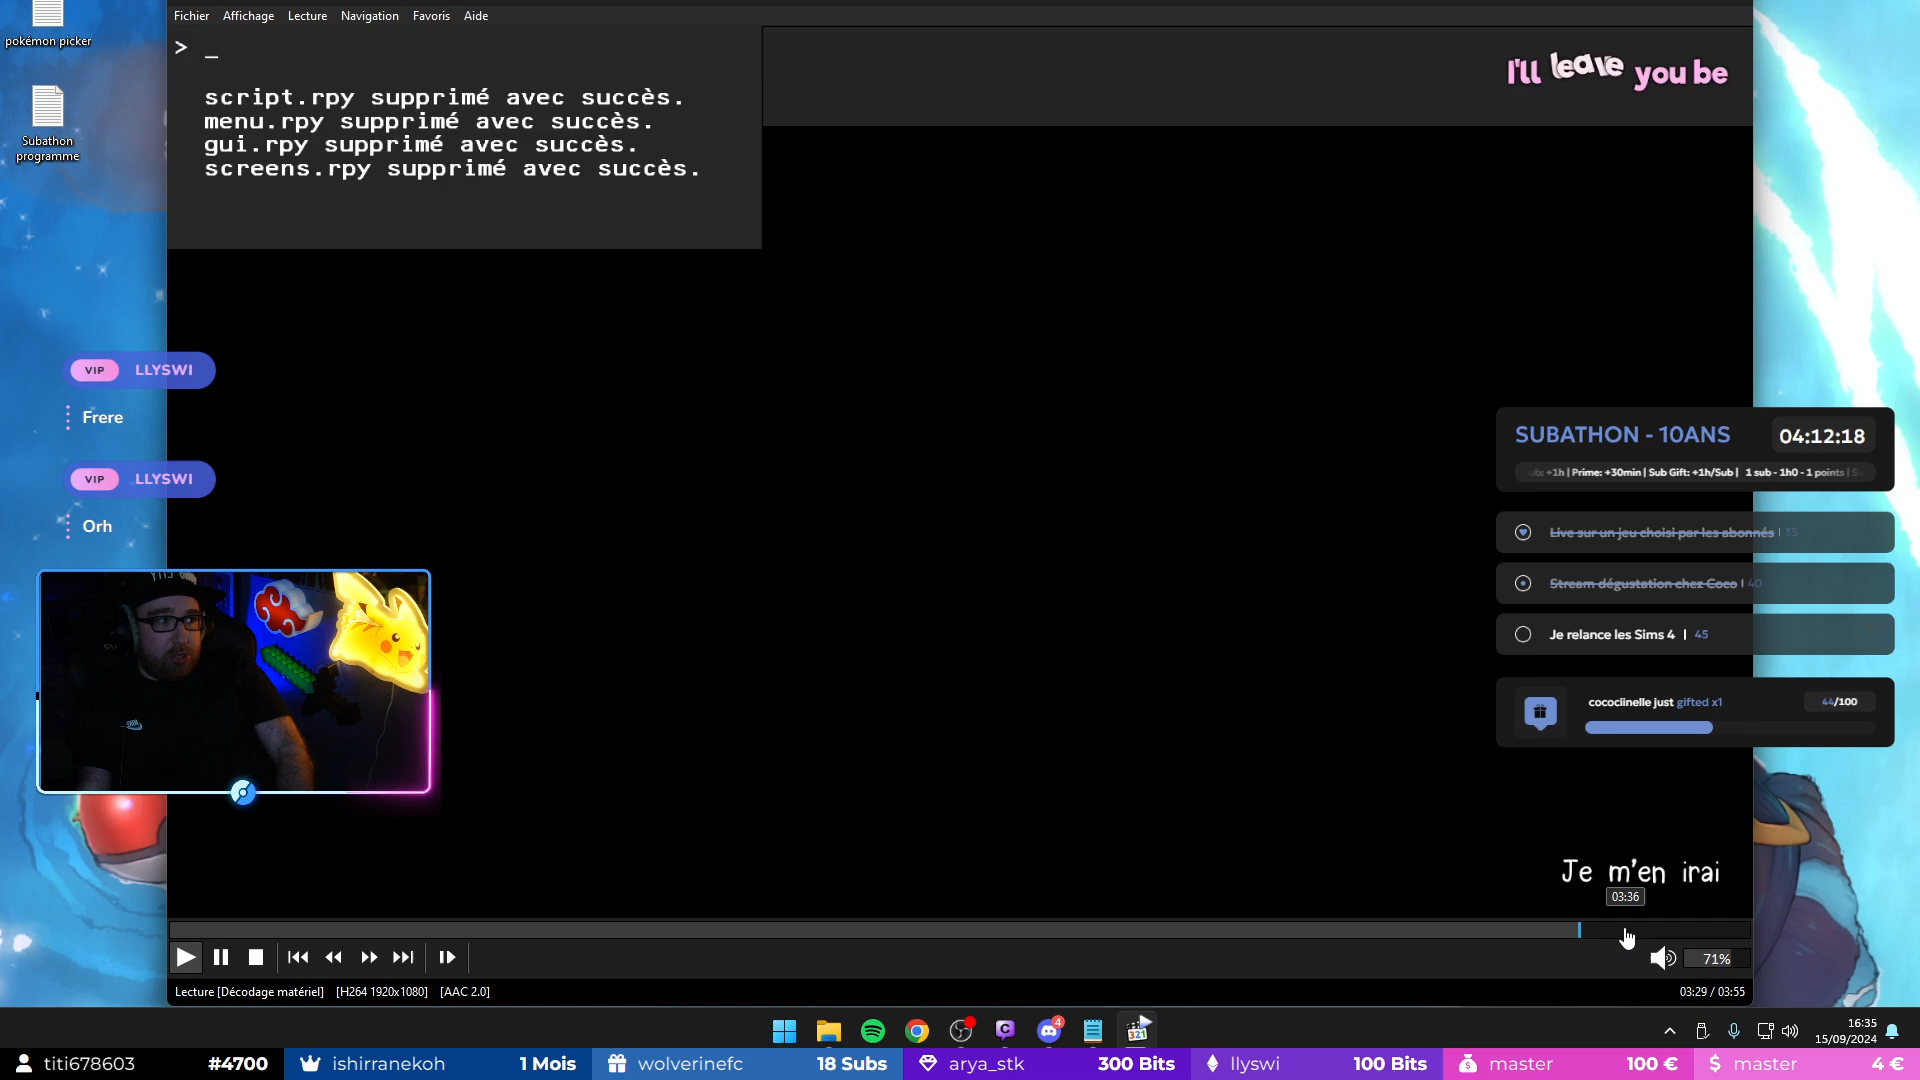 pokémon picker
Subathon
programme
Fichier Affichage Lecture Navigation Favoris Aide
> _
script.rpy supprimé avec succès.
menu.rpy supprimé avec succès.
gui.rpy supprimé avec succès.
screens.rpy supprimé avec succès.
I'll leave you be
VIP LLYSWI
Frere
VIP LLYSWI
Orh
SUBATHON - 10ANS 04:12:18
+1h | Prime: +30min | Sub Gift: +1h/Sub | 1 sub - 1h0 - 1 points |
Live sur un jeu choisi par les abonnés | 35
Stream dégustation chez Coco | 40
Je relance les Sims 4 | 45
cocociinelle just gifted x1 44/100
Je m'en irai
03:36
71%
Lecture [Décodage matériel] [H264 1920x1080] [AAC 2.0] 03:29 / 03:55
321
4
16:35
15/09/2024
titi678603 #4700 ishirranekoh 1 Mois wolverinefc 18 Subs arya_stk 300 Bits llyswi 100 Bits master 100 € $ master 4 €